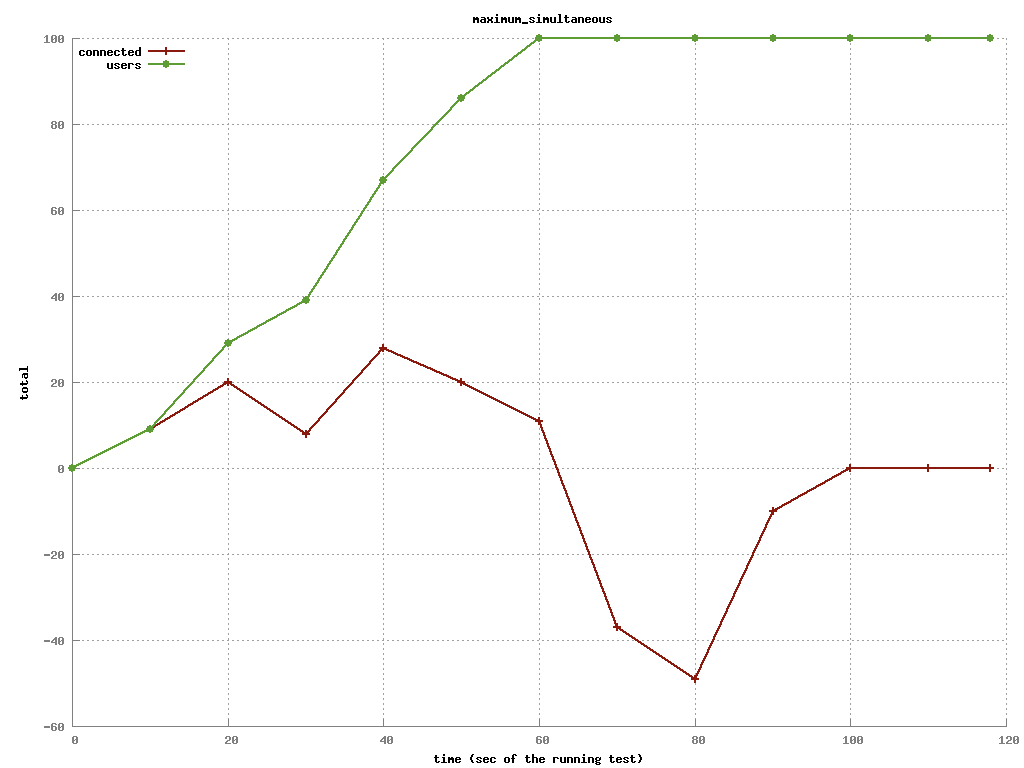 maximum_simultaneous
connected
users
100
80
60
40
20
0
-20
-40
-60
total
0 20 40 60 80 100 120
time (sec of the running test)